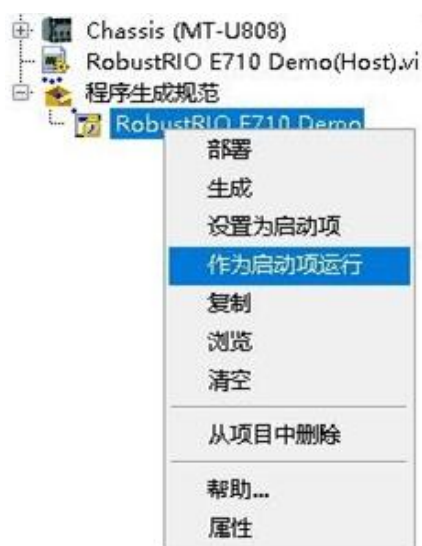 Chassis (MT-U808)
RobustRIO E710 Demo(Host).vi
程序生成规范
RobustRIO E710 Demo
部署
生成
设置为启动项
作为启动项运行
复制
浏览
清空
从项目中删除
帮助...
属性